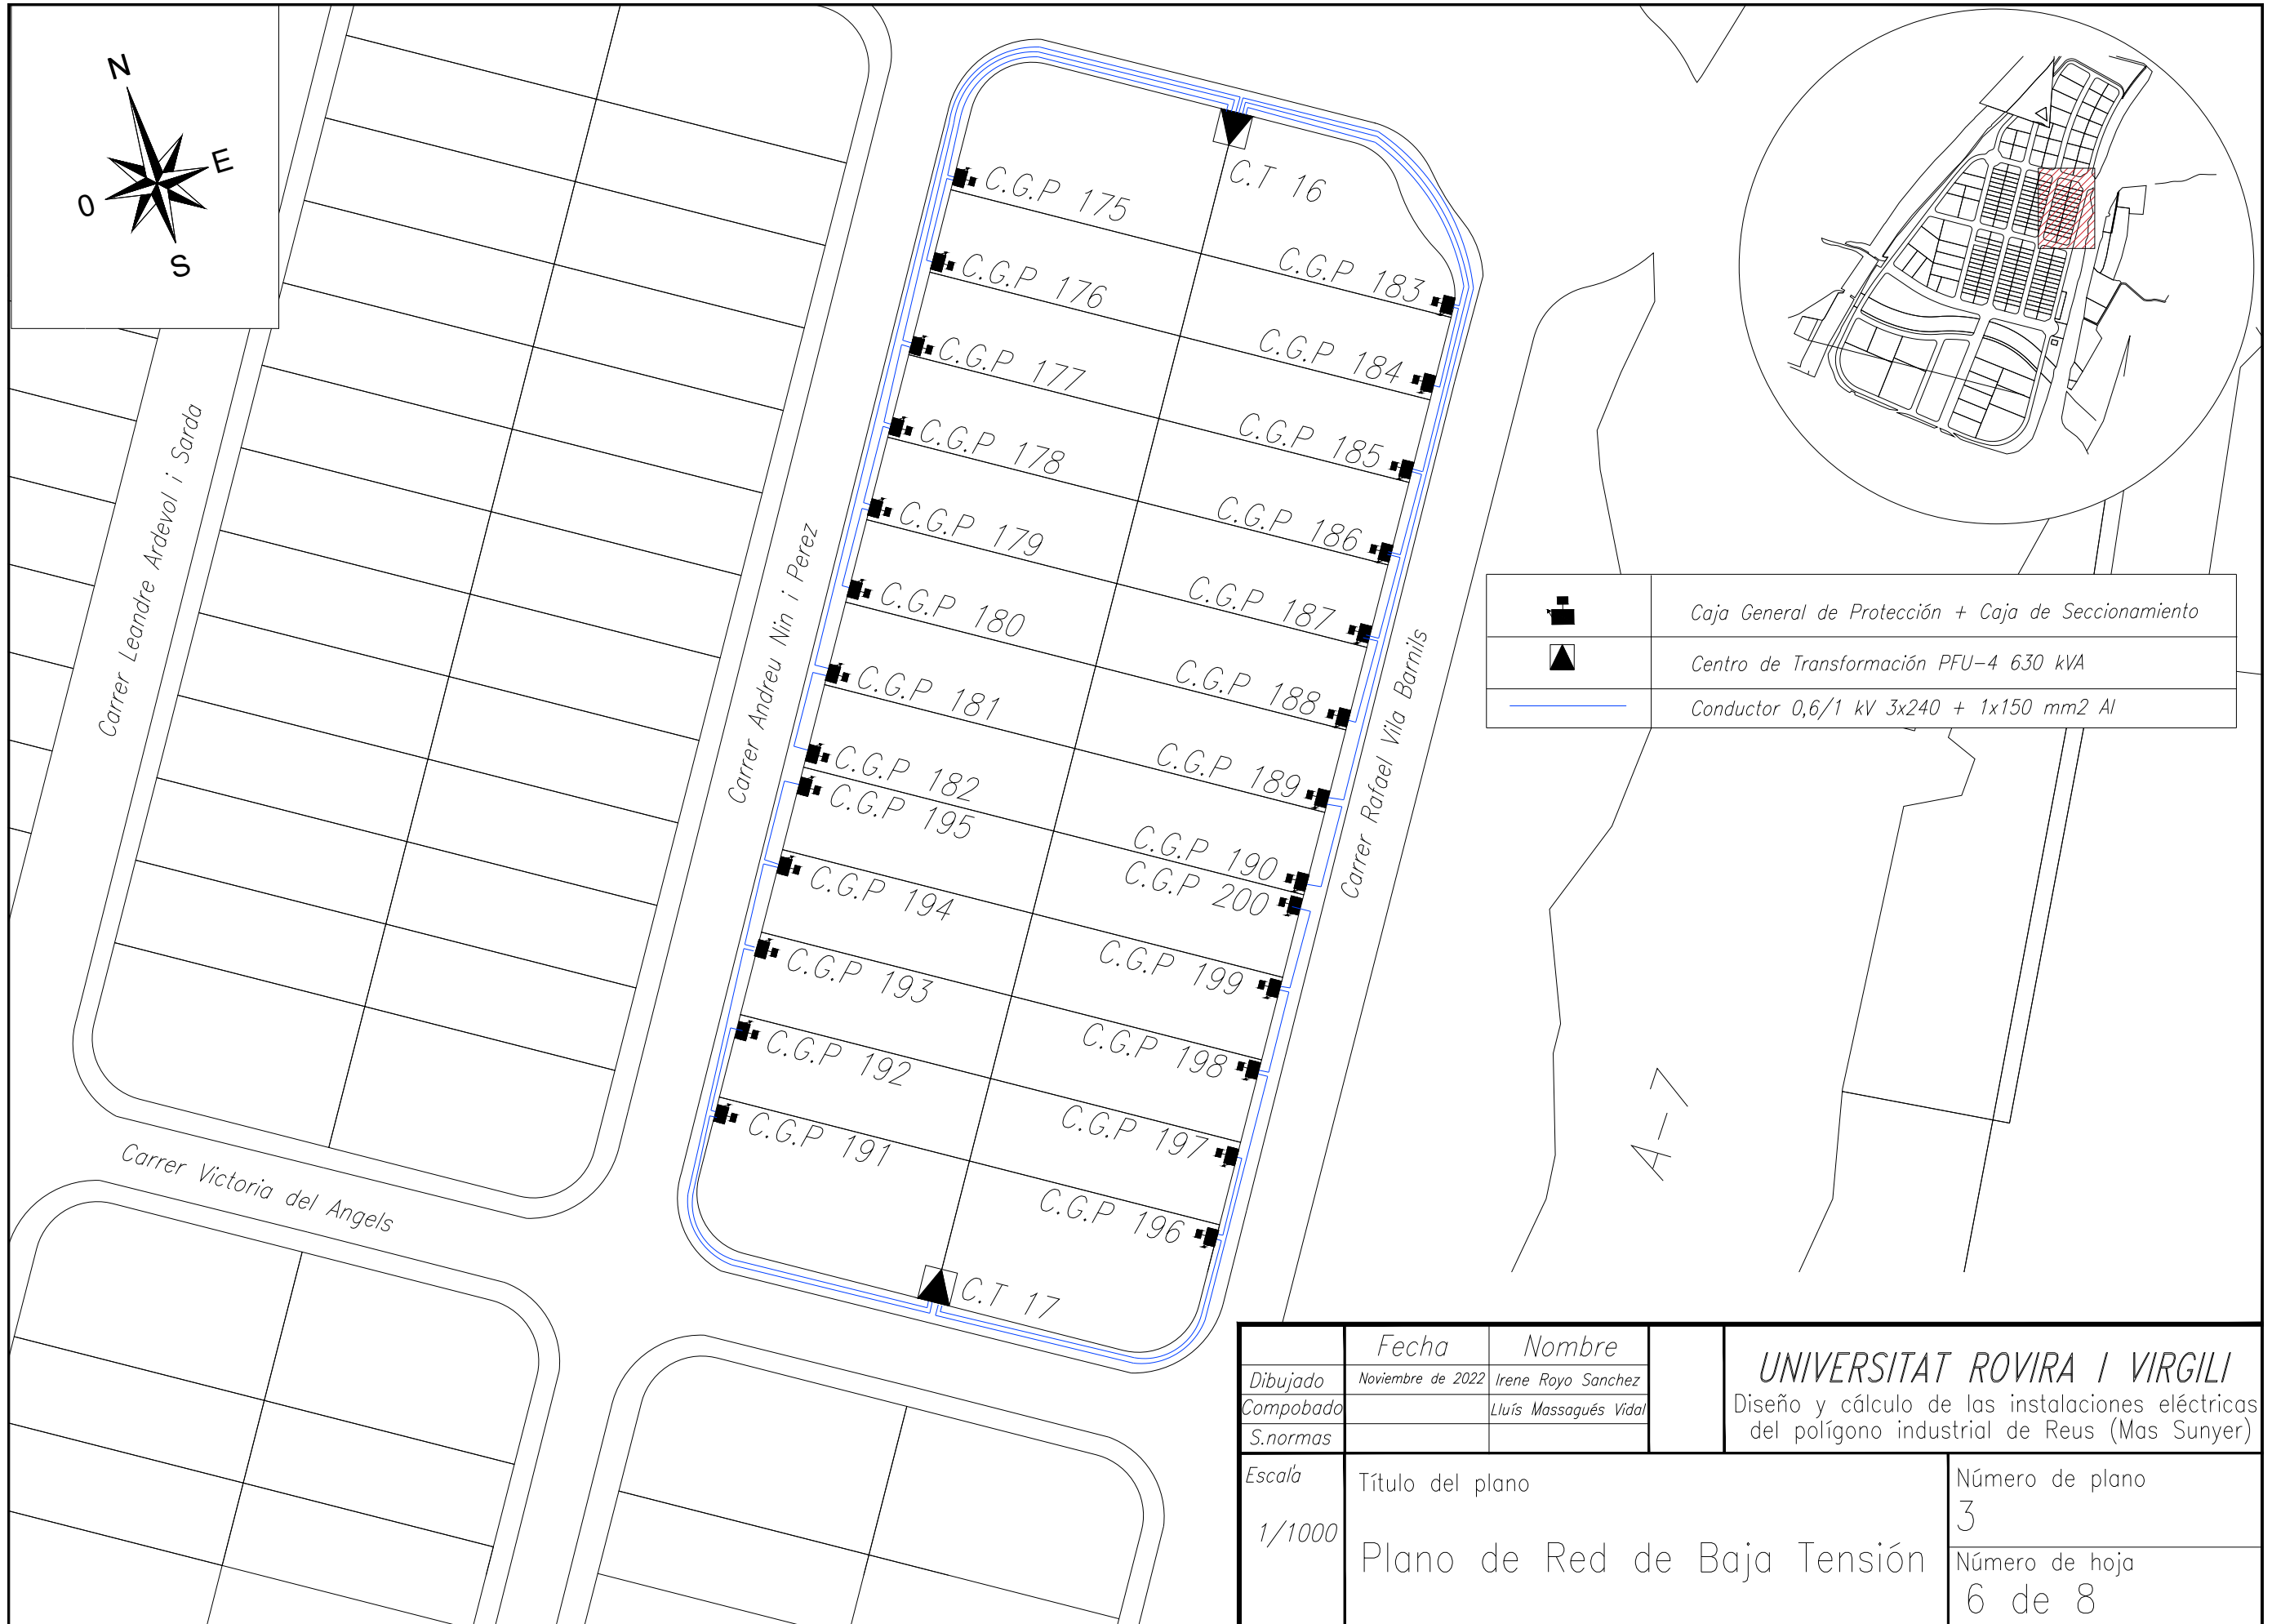 N
E
O
S
C.T 16
C.G.P 175
C.G.P 176
C.G.P 177
C.G.P 178
C.G.P 179
C.G.P 180
C.G.P 181
C.G.P 182
C.G.P 195
C.G.P 194
C.G.P 193
C.G.P 192
C.G.P 191
C.G.P 183
C.G.P 184
C.G.P 185
C.G.P 186
C.G.P 187
C.G.P 188
C.G.P 189
C.G.P 190
C.G.P 200
C.G.P 199
C.G.P 198
C.G.P 197
C.G.P 196
C.T 17
Carrer Leandre Ardevol i Sarda
Carrer Andreu Nin i Perez
Carrer Rafael Vila Barnils
Carrer Victoria del Angels
A-7
Caja General de Protección + Caja de Seccionamiento
Centro de Transformación PFU-4 630 kVA
Conductor 0,6/1 kV 3x240 + 1x150 mm2 Al
Fecha Nombre
Dibujado Noviembre de 2022 Irene Royo Sanchez
Compobado Lluís Massagués Vidal
S.normas
UNIVERSITAT ROVIRA I VIRGILI
Diseño y cálculo de las instalaciones eléctricas
del polígono industrial de Reus (Mas Sunyer)
Escala
1/1000
Título del plano
Plano de Red de Baja Tensión
Número de plano
3
Número de hoja
6 de 8